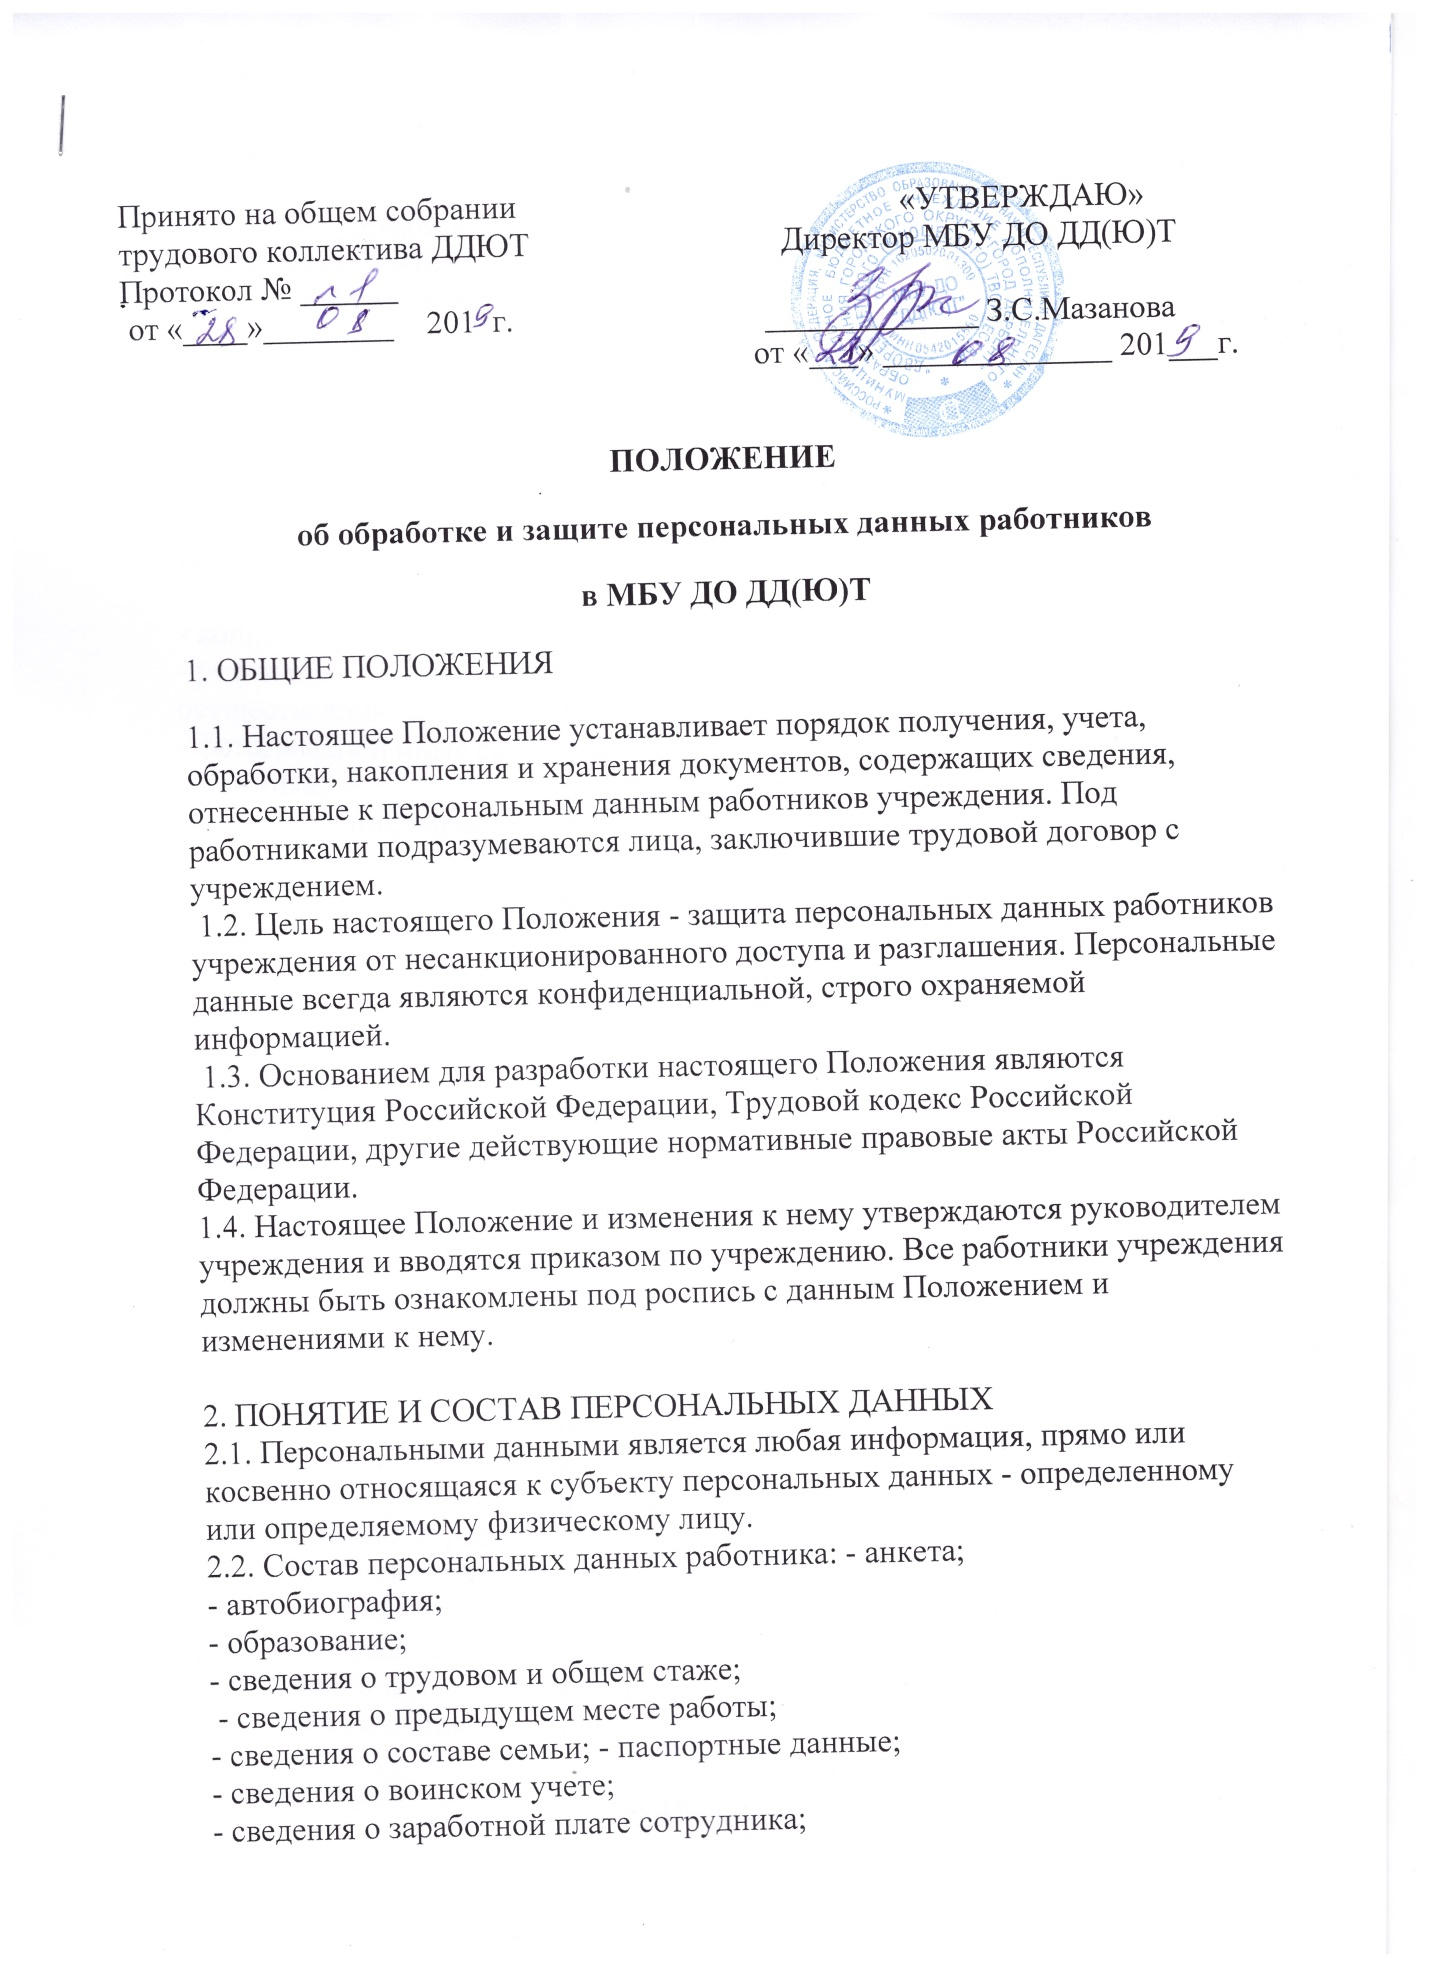 Принято на общем собрании
трудового коллектива ДДЮТ
Протокол № 1
от «28» 08 2019 г.
«УТВЕРЖДАЮ»
Директор МБУ ДО ДД(Ю)Т
З.С.Мазанова
от «28» 08 2019 г.
ПОЛОЖЕНИЕ
об обработке и защите персональных данных работников
в МБУ ДО ДД(Ю)Т
1. ОБЩИЕ ПОЛОЖЕНИЯ
1.1. Настоящее Положение устанавливает порядок получения, учета,
обработки, накопления и хранения документов, содержащих сведения,
отнесенные к персональным данным работников учреждения. Под
работниками подразумеваются лица, заключившие трудовой договор с
учреждением.
1.2. Цель настоящего Положения - защита персональных данных работников
учреждения от несанкционированного доступа и разглашения. Персональные
данные всегда являются конфиденциальной, строго охраняемой
информацией.
1.3. Основанием для разработки настоящего Положения являются
Конституция Российской Федерации, Трудовой кодекс Российской
Федерации, другие действующие нормативные правовые акты Российской
Федерации.
1.4. Настоящее Положение и изменения к нему утверждаются руководителем
учреждения и вводятся приказом по учреждению. Все работники учреждения
должны быть ознакомлены под роспись с данным Положением и
изменениями к нему.
2. ПОНЯТИЕ И СОСТАВ ПЕРСОНАЛЬНЫХ ДАННЫХ
2.1. Персональными данными является любая информация, прямо или
косвенно относящаяся к субъекту персональных данных - определенному
или определяемому физическому лицу.
2.2. Состав персональных данных работника: - анкета;
- автобиография;
- образование;
- сведения о трудовом и общем стаже;
- сведения о предыдущем месте работы;
- сведения о составе семьи; - паспортные данные;
- сведения о воинском учете;
- сведения о заработной плате сотрудника;